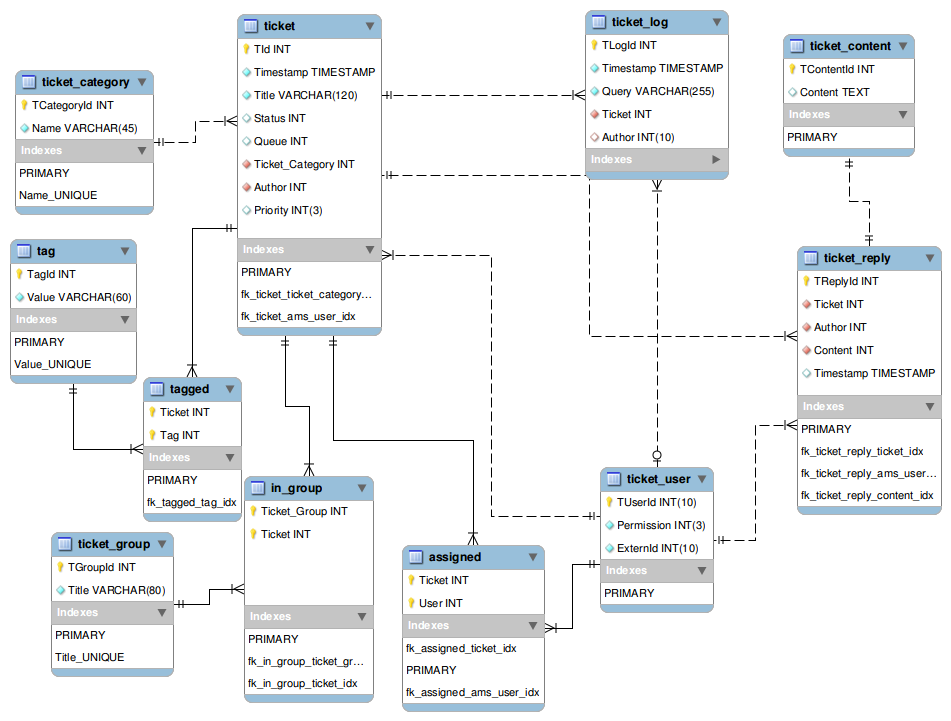 ticket
TId INT
Timestamp TIMESTAMP
Title VARCHAR(120)
Status INT
Queue INT
Ticket_Category INT
Author INT
Priority INT(3)
Indexes
PRIMARY
fk_ticket_ticket_category...
fk_ticket_ams_user_idx
ticket_log
TLogId INT
Timestamp TIMESTAMP
Query VARCHAR(255)
Ticket INT
Author INT(10)
Indexes
ticket_content
TContentId INT
Content TEXT
Indexes
PRIMARY
ticket_category
TCategoryId INT
Name VARCHAR(45)
Indexes
PRIMARY
Name_UNIQUE
tag
TagId INT
Value VARCHAR(60)
Indexes
PRIMARY
Value_UNIQUE
ticket_reply
TReplyId INT
Ticket INT
Author INT
Content INT
Timestamp TIMESTAMP
Indexes
PRIMARY
fk_ticket_reply_ticket_idx
fk_ticket_reply_ams_user...
fk_ticket_reply_content_idx
tagged
Ticket INT
Tag INT
Indexes
PRIMARY
fk_tagged_tag_idx
in_group
Ticket_Group INT
Ticket INT
Indexes
PRIMARY
fk_in_group_ticket_gr...
fk_in_group_ticket_idx
ticket_user
TUserId INT(10)
Permission INT(3)
ExternId INT(10)
Indexes
PRIMARY
ticket_group
TGroupId INT
Title VARCHAR(80)
Indexes
PRIMARY
Title_UNIQUE
assigned
Ticket INT
User INT
Indexes
fk_assigned_ticket_idx
PRIMARY
fk_assigned_ams_user_idx